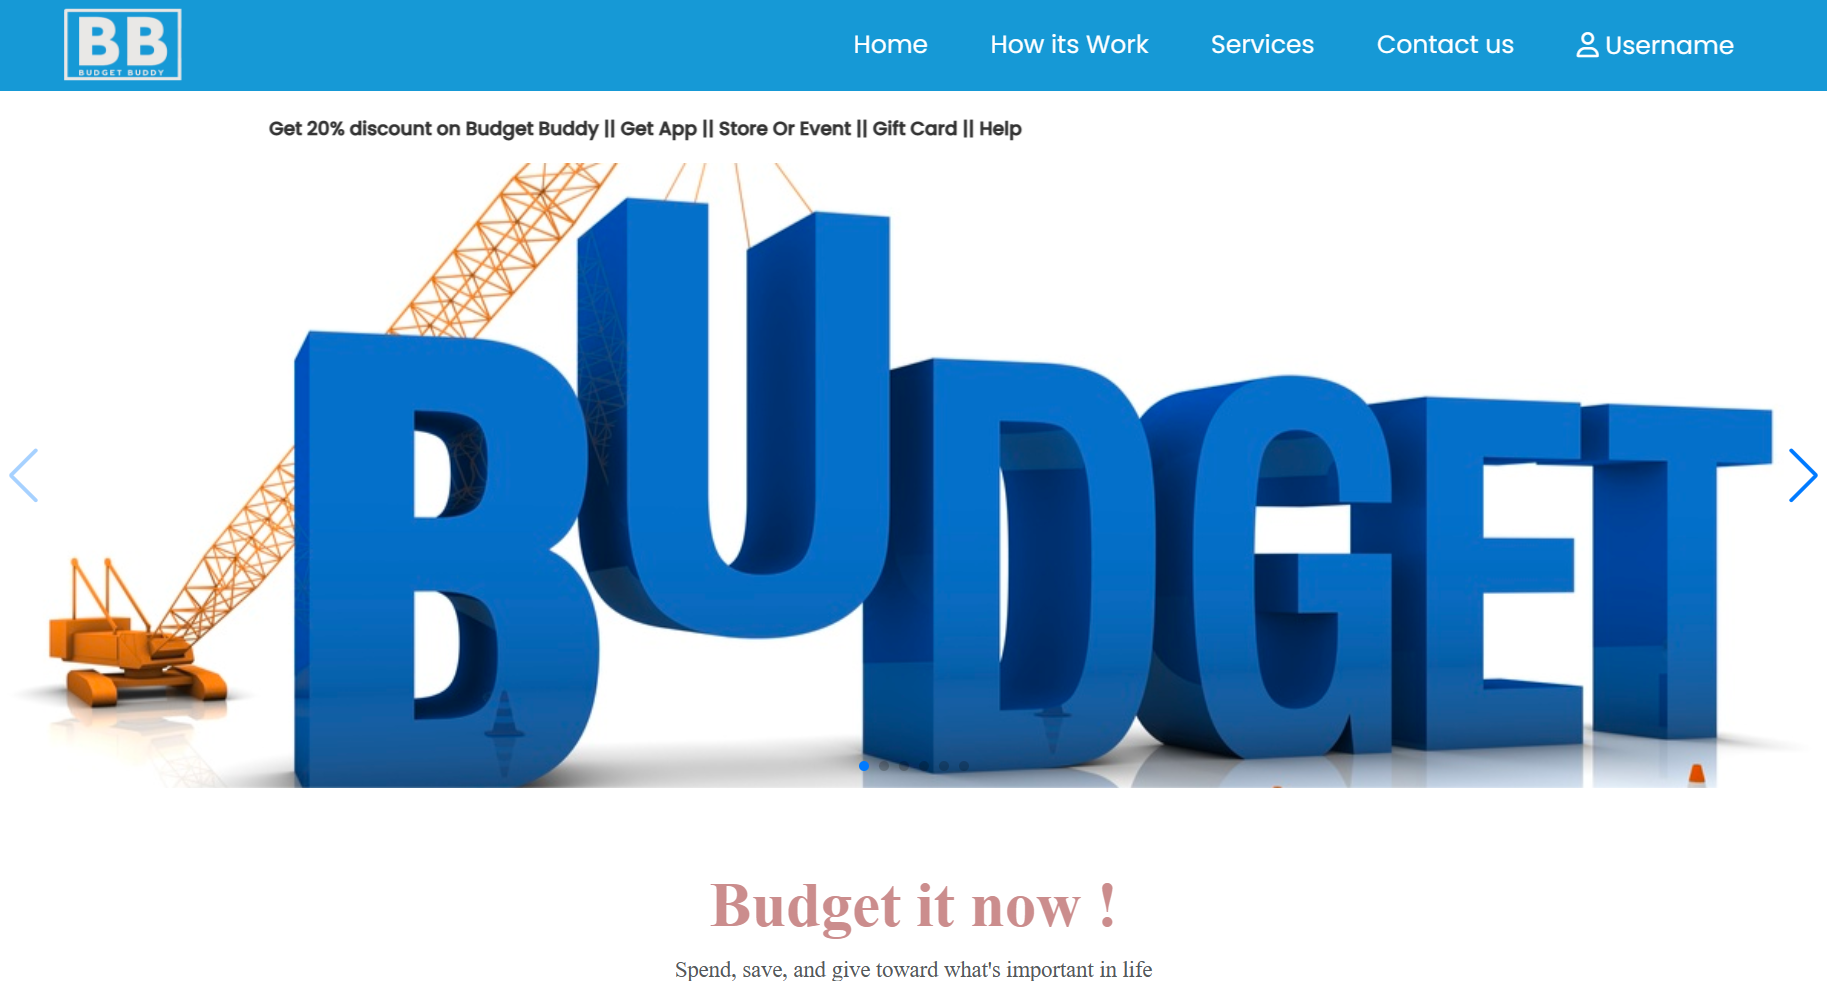 BB
BUDGET BUDDY
Home How its Work Services Contact us Username
Get 20% discount on Budget Buddy || Get App || Store Or Event || Gift Card || Help
BUDGET
Budget it now !
Spend, save, and give toward what's important in life